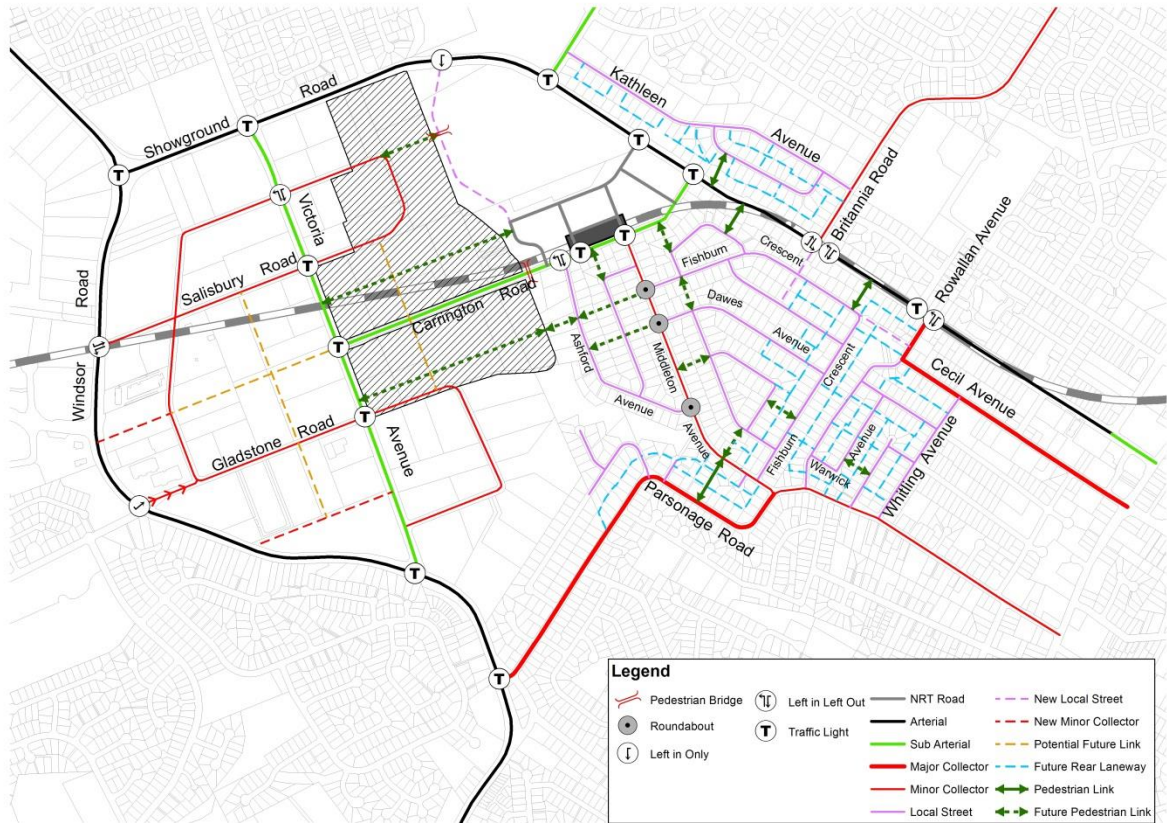 Kathleen
Avenue
Showground Road
Britannia Road
Rowallan Avenue
Victoria
Avenue
Salisbury Road
Windsor Road
Carrington Road
Gladstone Road
Fishburn
Crescent
Dawes
Avenue
Ashford
Avenue
Middleton
Avenue
Fishburn
Crescent
Cecil Avenue
Warwick
Avenue
Whitling Avenue
Parsonage Road
T
T
T
T
T
T
T
T
T
T
T
T
T
Legend
Pedestrian Bridge
Roundabout
Left in Only
Left in Left Out
T Traffic Light
NRT Road
Arterial
Sub Arterial
Major Collector
Minor Collector
Local Street
New Local Street
New Minor Collector
Potential Future Link
Future Rear Laneway
Pedestrian Link
Future Pedestrian Link